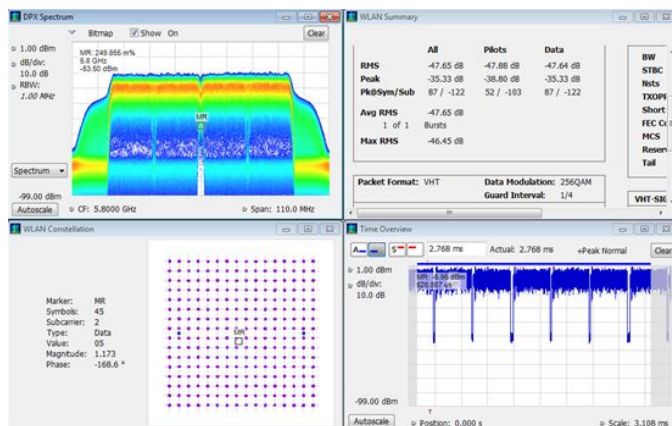 DPX Spectrum
Bitmap Show On Clear
1.00 dBm
dB/div:
10.0 dB
RBW:
1.00 MHz
MR: 249.855 m%
5.8 GHz
-53.50 dBm
MR
Spectrum
-99.00 dBm
Autoscale CF: 5.8000 GHz Span: 110.0 MHz
WLAN Summary
All Pilots Data
RMS -47.65 dB -47.88 dB -47.64 dB
Peak -35.33 dB -38.80 dB -35.33 dB
Pk@Sym/Sub 87 / -122 52 / -103 87 / -122
Avg RMS -47.65 dB
1 of 1 Bursts
Max RMS -46.45 dB
Packet Format: VHT Data Modulation: 256QAM
Guard Interval: 1/4
BW
STBC
Nsts
TXOP
Short
FEC Co
MCS
Reser
Tail
VHT-SIG
WLAN Constellation
Marker: MR
Symbols: 45
Subcarrier: 2
Type: Data
Value: 05
Magnitude: 1.173
Phase: -168.6 °
MR
Time Overview
2.768 ms Actual: 2.768 ms +Peak Normal Clear
1.00 dBm
dB/div:
10.0 dB
-99.00 dBm
Autoscale Position: 0.000 s Scale: 3.108 ms